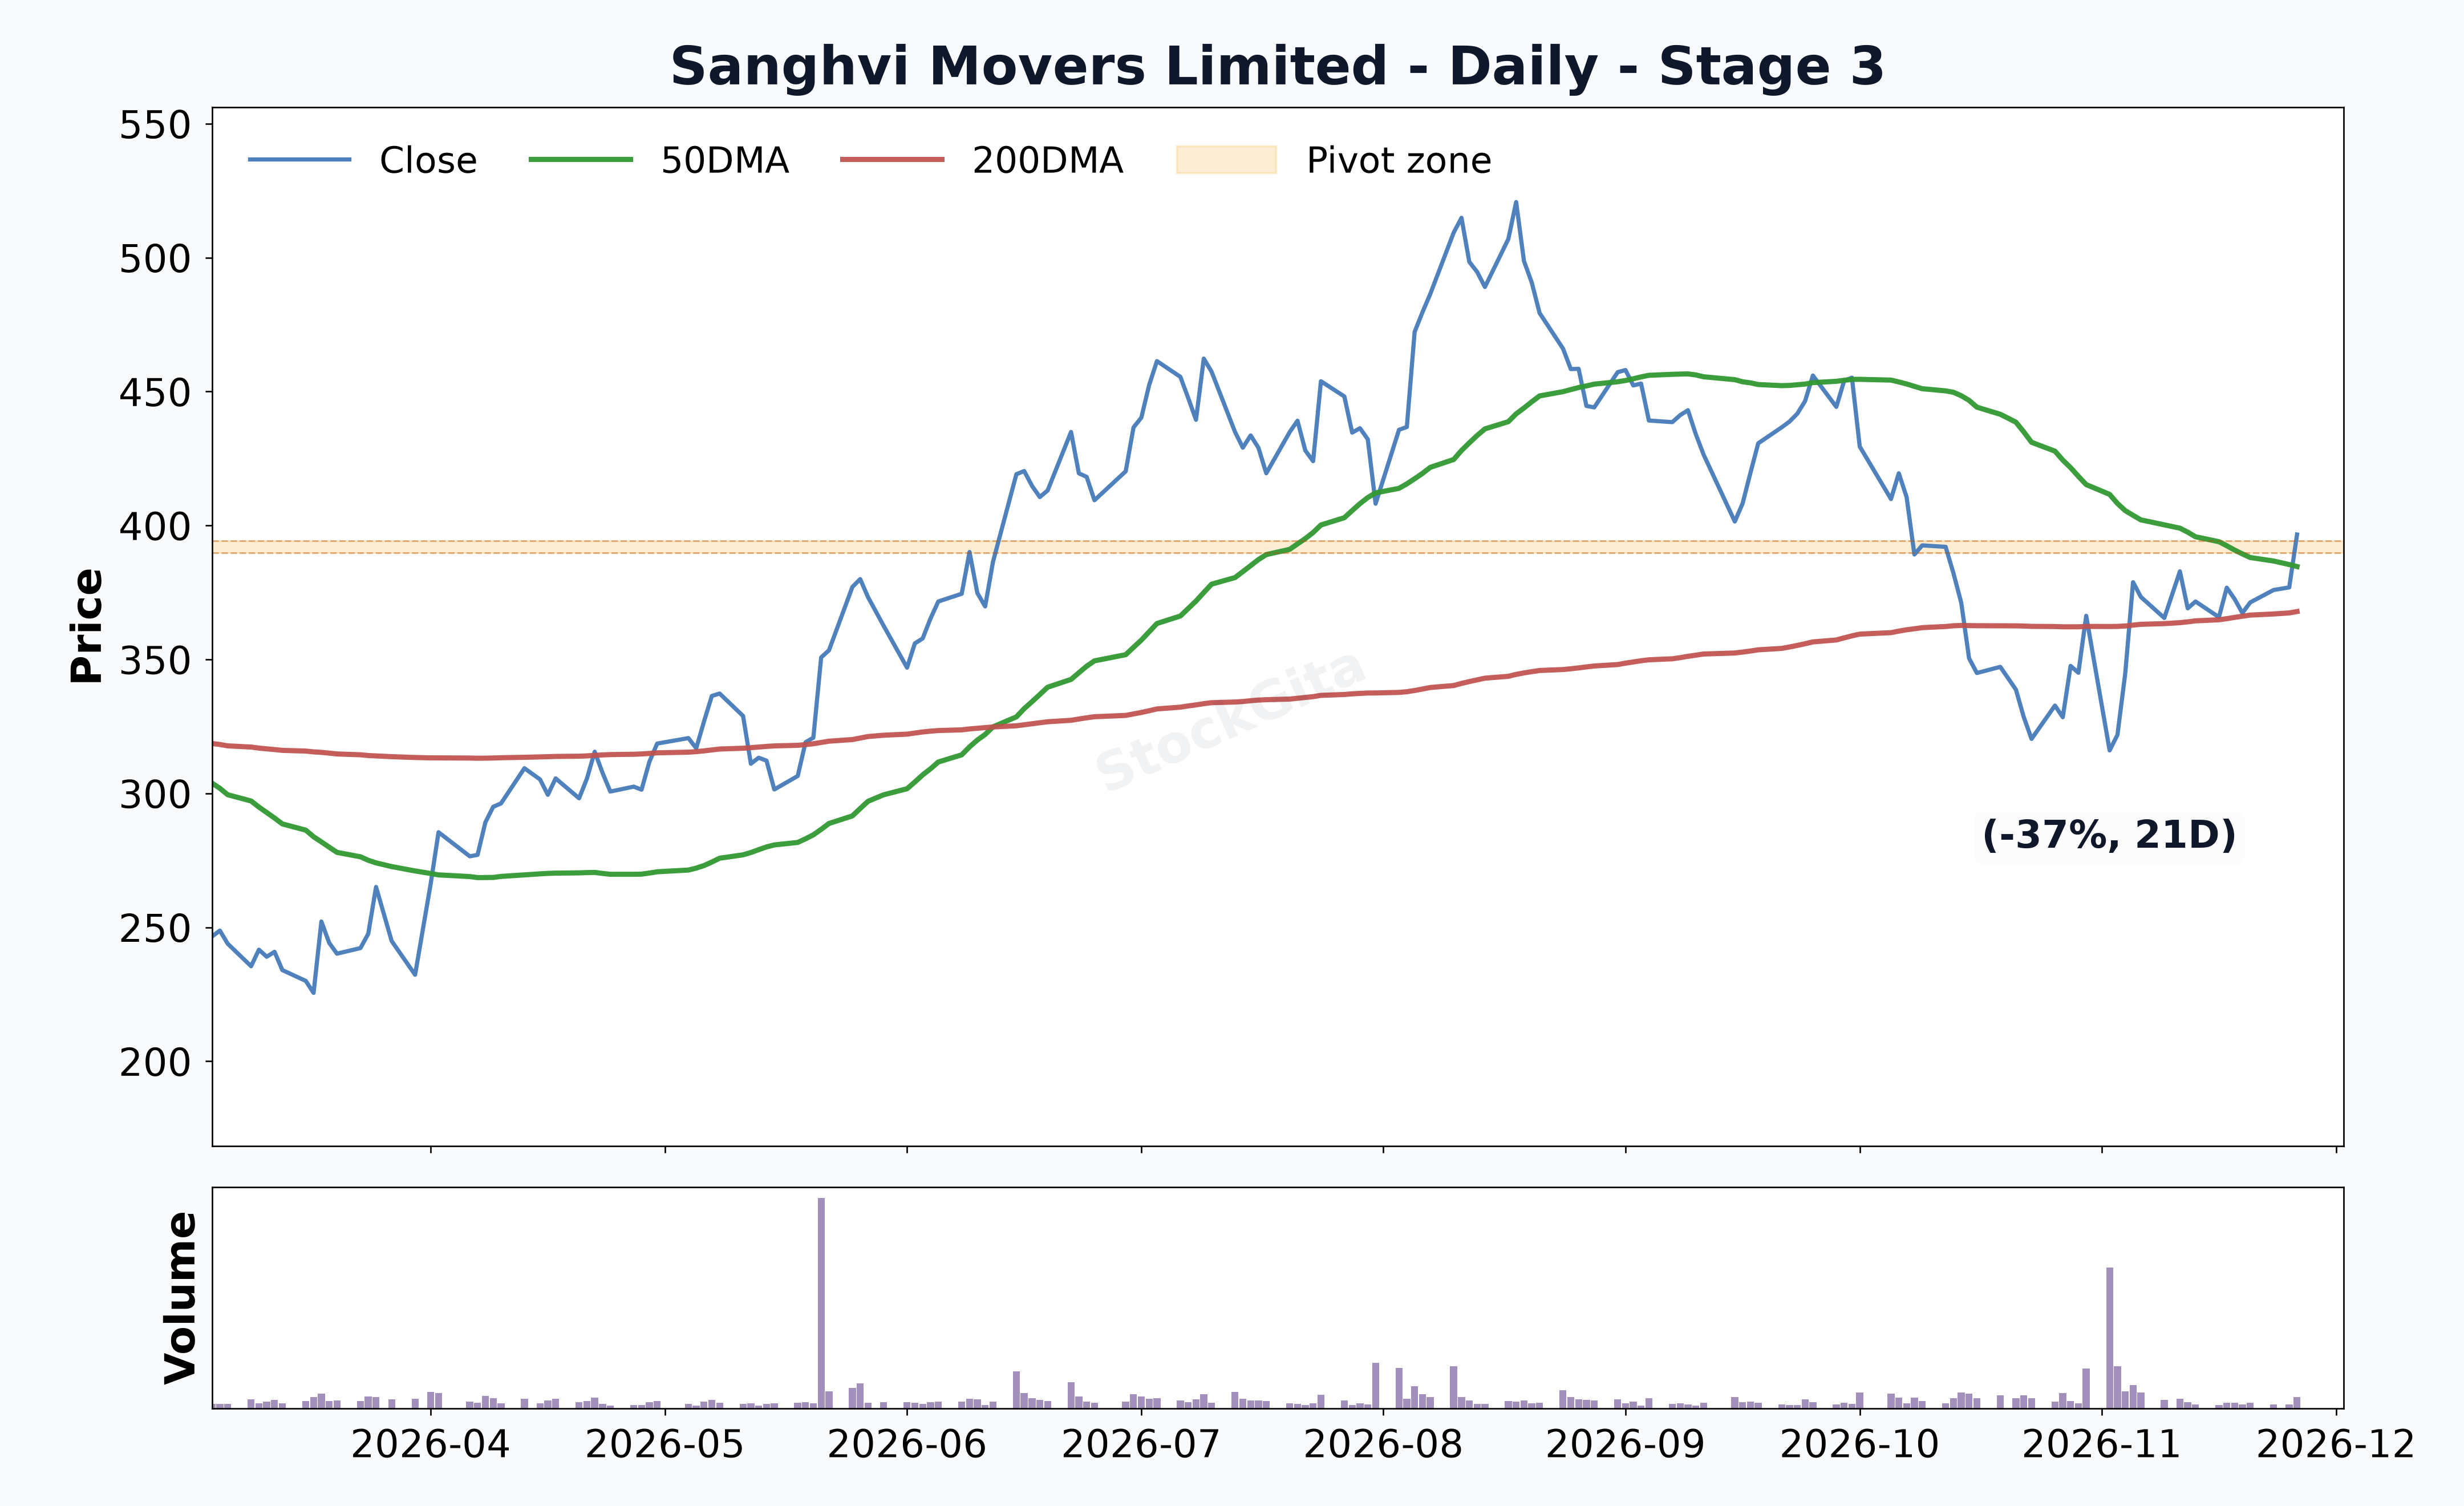 Sanghvi Movers Limited - Daily - Stage 3
Close 50DMA 200DMA Pivot zone
550
500
450
400
350
300
250
200
Price
StockGita
(-37%, 21D)
Volume
2026-04 2026-05 2026-06 2026-07 2026-08 2026-09 2026-10 2026-11 2026-12